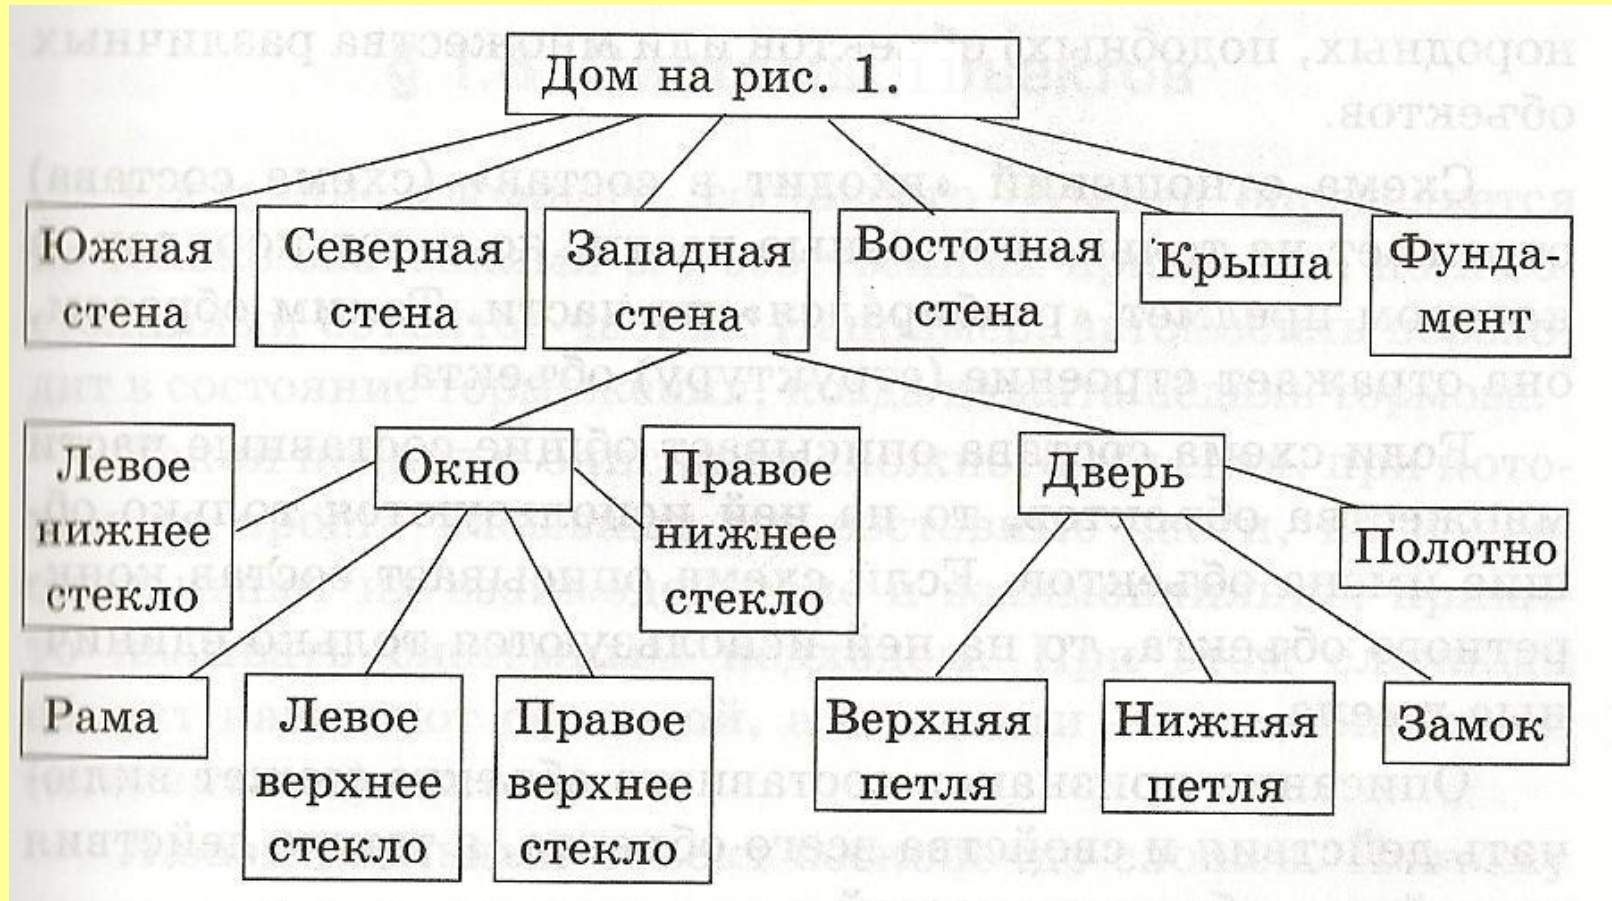 Дом на рис. 1.
Южная
стена
Северная
стена
Западная
стена
Восточная
стена
Крыша
Фунда-
мент
Левое
нижнее
стекло
Окно
Правое
нижнее
стекло
Дверь
Полотно
Рама
Левое
верхнее
стекло
Правое
верхнее
стекло
Верхняя
петля
Нижняя
петля
Замок